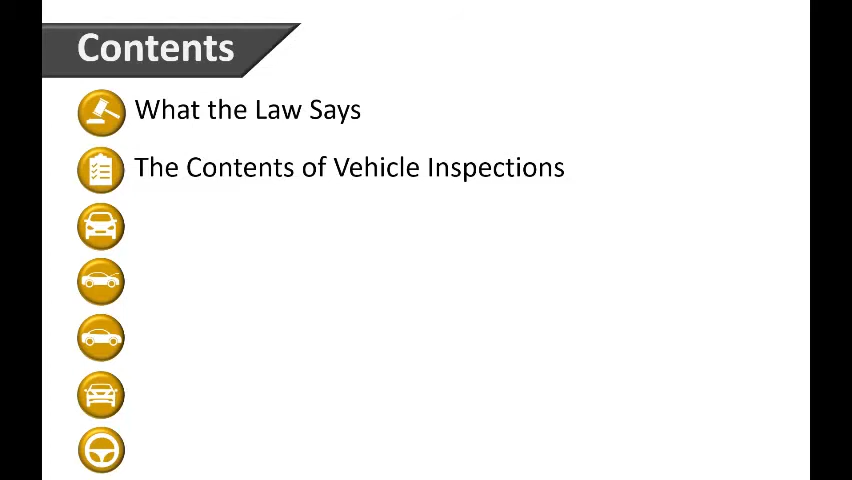 Contents
What the Law Says
The Contents of Vehicle Inspections